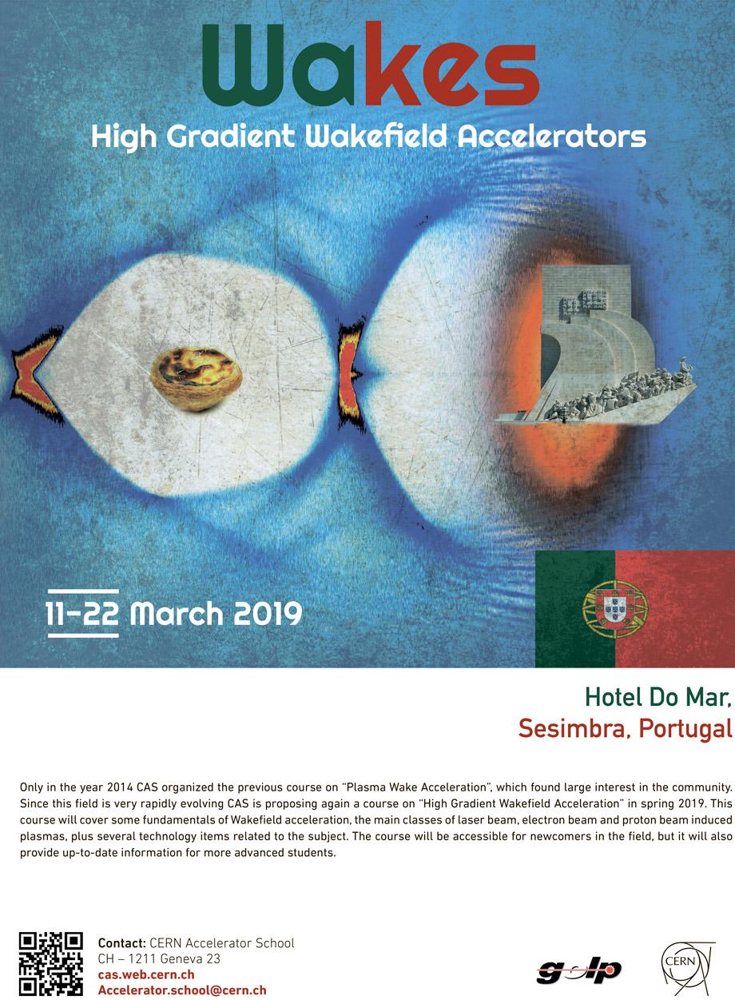 Wakes
High Gradient Wakefield Accelerators
11-22 March 2019
Hotel Do Mar,
Sesimbra, Portugal
Only in the year 2014 CAS organized the previous course on “Plasma Wake Acceleration”, which found large interest in the community.
Since this field is very rapidly evolving CAS is proposing again a course on “High Gradient Wakefield Acceleration” in spring 2019. This
course will cover some fundamentals of Wakefield acceleration, the main classes of laser beam, electron beam and proton beam induced
plasmas, plus several technology items related to the subject. The course will be accessible for newcomers in the field, but it will also
provide up-to-date information for more advanced students.
Contact: CERN Accelerator School
CH – 1211 Geneva 23
cas.web.cern.ch
Accelerator.school@cern.ch
golp
CERN